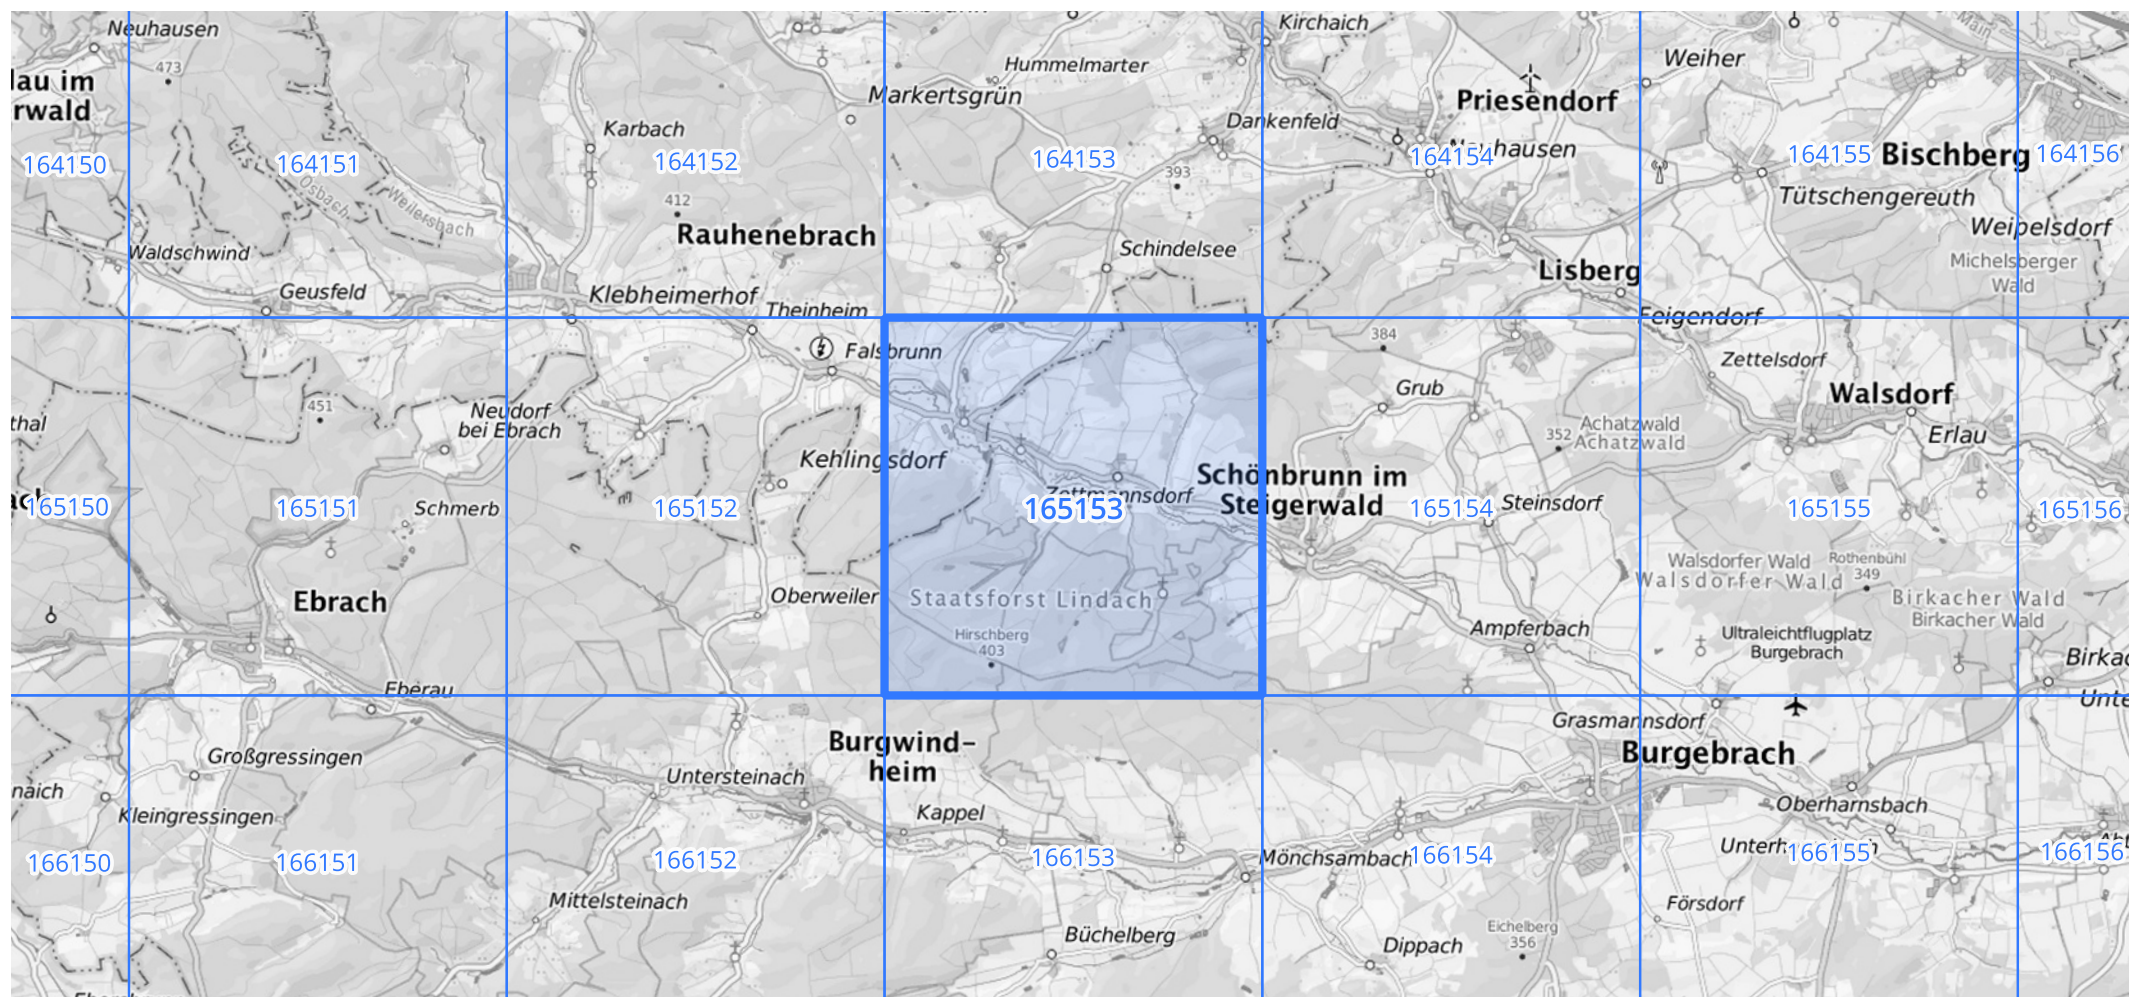 Neuhausen
473
lau im
rwald
Karbach
Hummelmarter
Markertsgrün
Kirchaich
Dankenfeld
Priesendorf
Neuhausen
Weiher
Main
Bischberg
Tütschengereuth
Weipelsdorf
Michelsberger
Wald
164150
164151
164152
164153
164154
164155
164156
Osbach
Weilersbach
412
393
Rauhenebrach
Schindelsee
Waldschwind
Geusfeld
Klebheimerhof
Theinheim
Lisberg
Feigendorf
Falsbrunn
384
Zettelsdorf
Grub
Walsdorf
451
Neudorf
bei Ebrach
thal
Achatzwald
352
Achatzwald
Erlau
Kehlingsdorf
Schönbrunn im
Steigerwald
Zettmannsdorf
Schmerb
Steinsdorf
165150
165151
165152
165153
165154
165155
165156
Walsdorfer Wald
Walsdorfer Wald
Rothenbühl
349
Birkacher Wald
Birkacher Wald
Ebrach
Oberweiler
Staatsforst Lindach
Hirschberg
403
Ampferbach
Ultraleichtflugplatz
Burgebrach
Eberau
Grasmannsdorf
Burgebrach
Großgressingen
Burgwind-
heim
Untersteinach
Kappel
naich
Kleingressingen
Oberharnsbach
Mönchsambach
166150
166151
166152
166153
166154
166155
166156
Mittelsteinach
Büchelberg
Försdorf
Eichelberg
356
Dippach